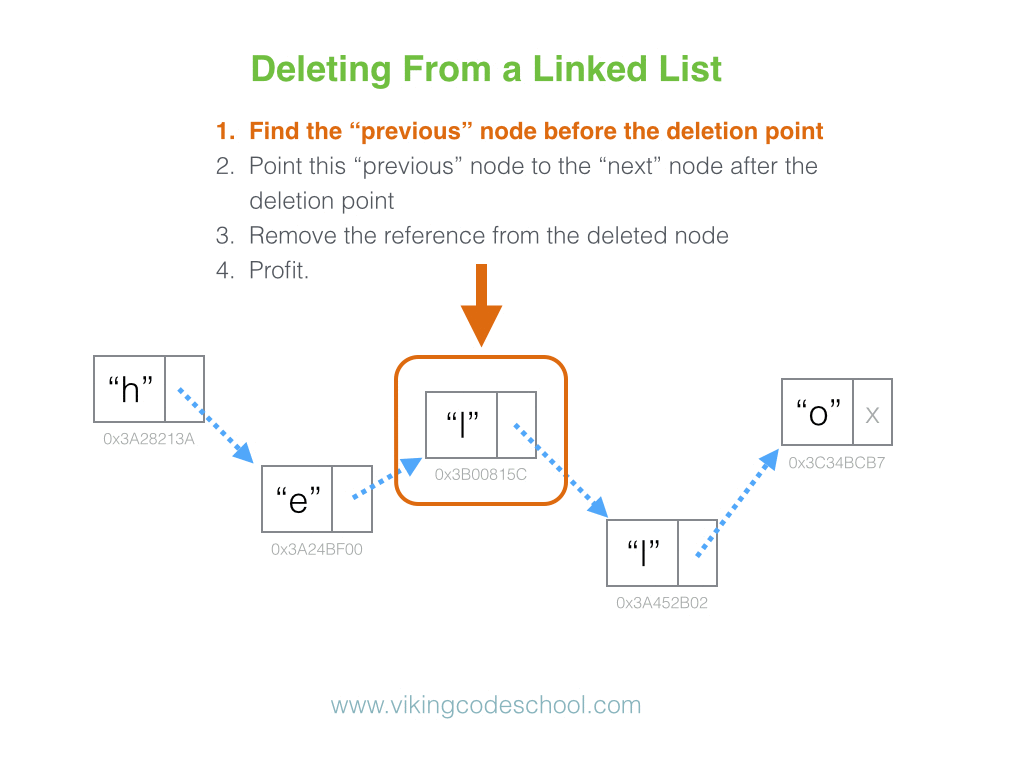 Deleting From a Linked List
1. Find the “previous” node before the deletion point
2. Point this “previous” node to the “next” node after the
deletion point
3. Remove the reference from the deleted node
4. Profit.
“h”
0x3A28213A
“e”
0x3A24BF00
“l”
0x3B00815C
“l”
0x3A452B02
“o” x
0x3C34BCB7
www.vikingcodeschool.com